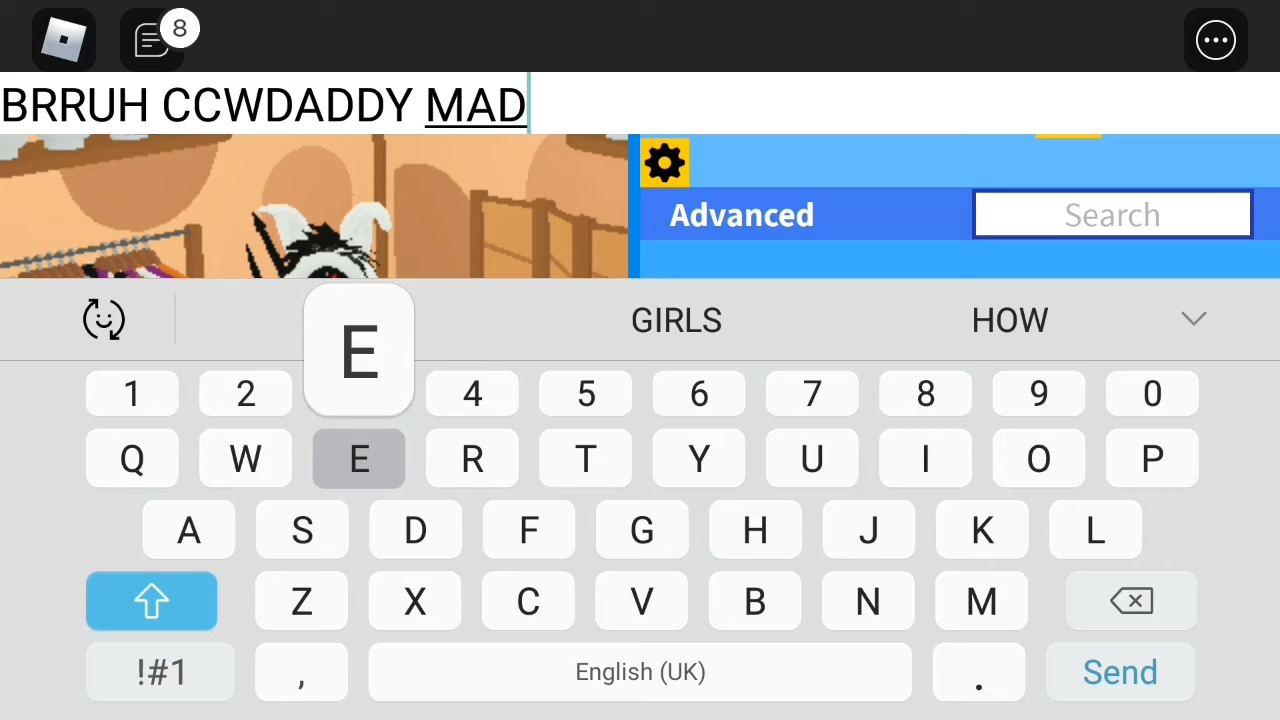 8
BRRUH CCWDADDY MAD
Advanced
Search
E
GIRLS
HOW
1 2 4 5 6 7 8 9 0
Q W E R T Y U I O P
A S D F G H J K L
Z X C V B N M
!#1 , English (UK) . Send